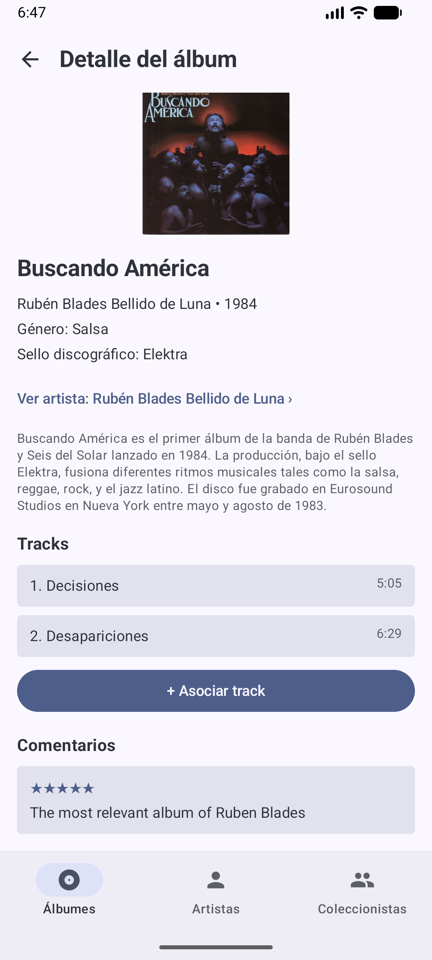 6:47
Detalle del álbum
BUSCANDO
AMÉRICA
Buscando América
Rubén Blades Bellido de Luna • 1984
Género: Salsa
Sello discográfico: Elektra
Ver artista: Rubén Blades Bellido de Luna ›
Buscando América es el primer álbum de la banda de Rubén Blades
y Seis del Solar lanzado en 1984. La producción, bajo el sello
Elektra, fusiona diferentes ritmos musicales tales como la salsa,
reggae, rock, y el jazz latino. El disco fue grabado en Eurosound
Studios en Nueva York entre mayo y agosto de 1983.
Tracks
1. Decisiones 5:05
2. Desapariciones 6:29
+ Asociar track
Comentarios
★★★★★
The most relevant album of Ruben Blades
Álbumes Artistas Coleccionistas